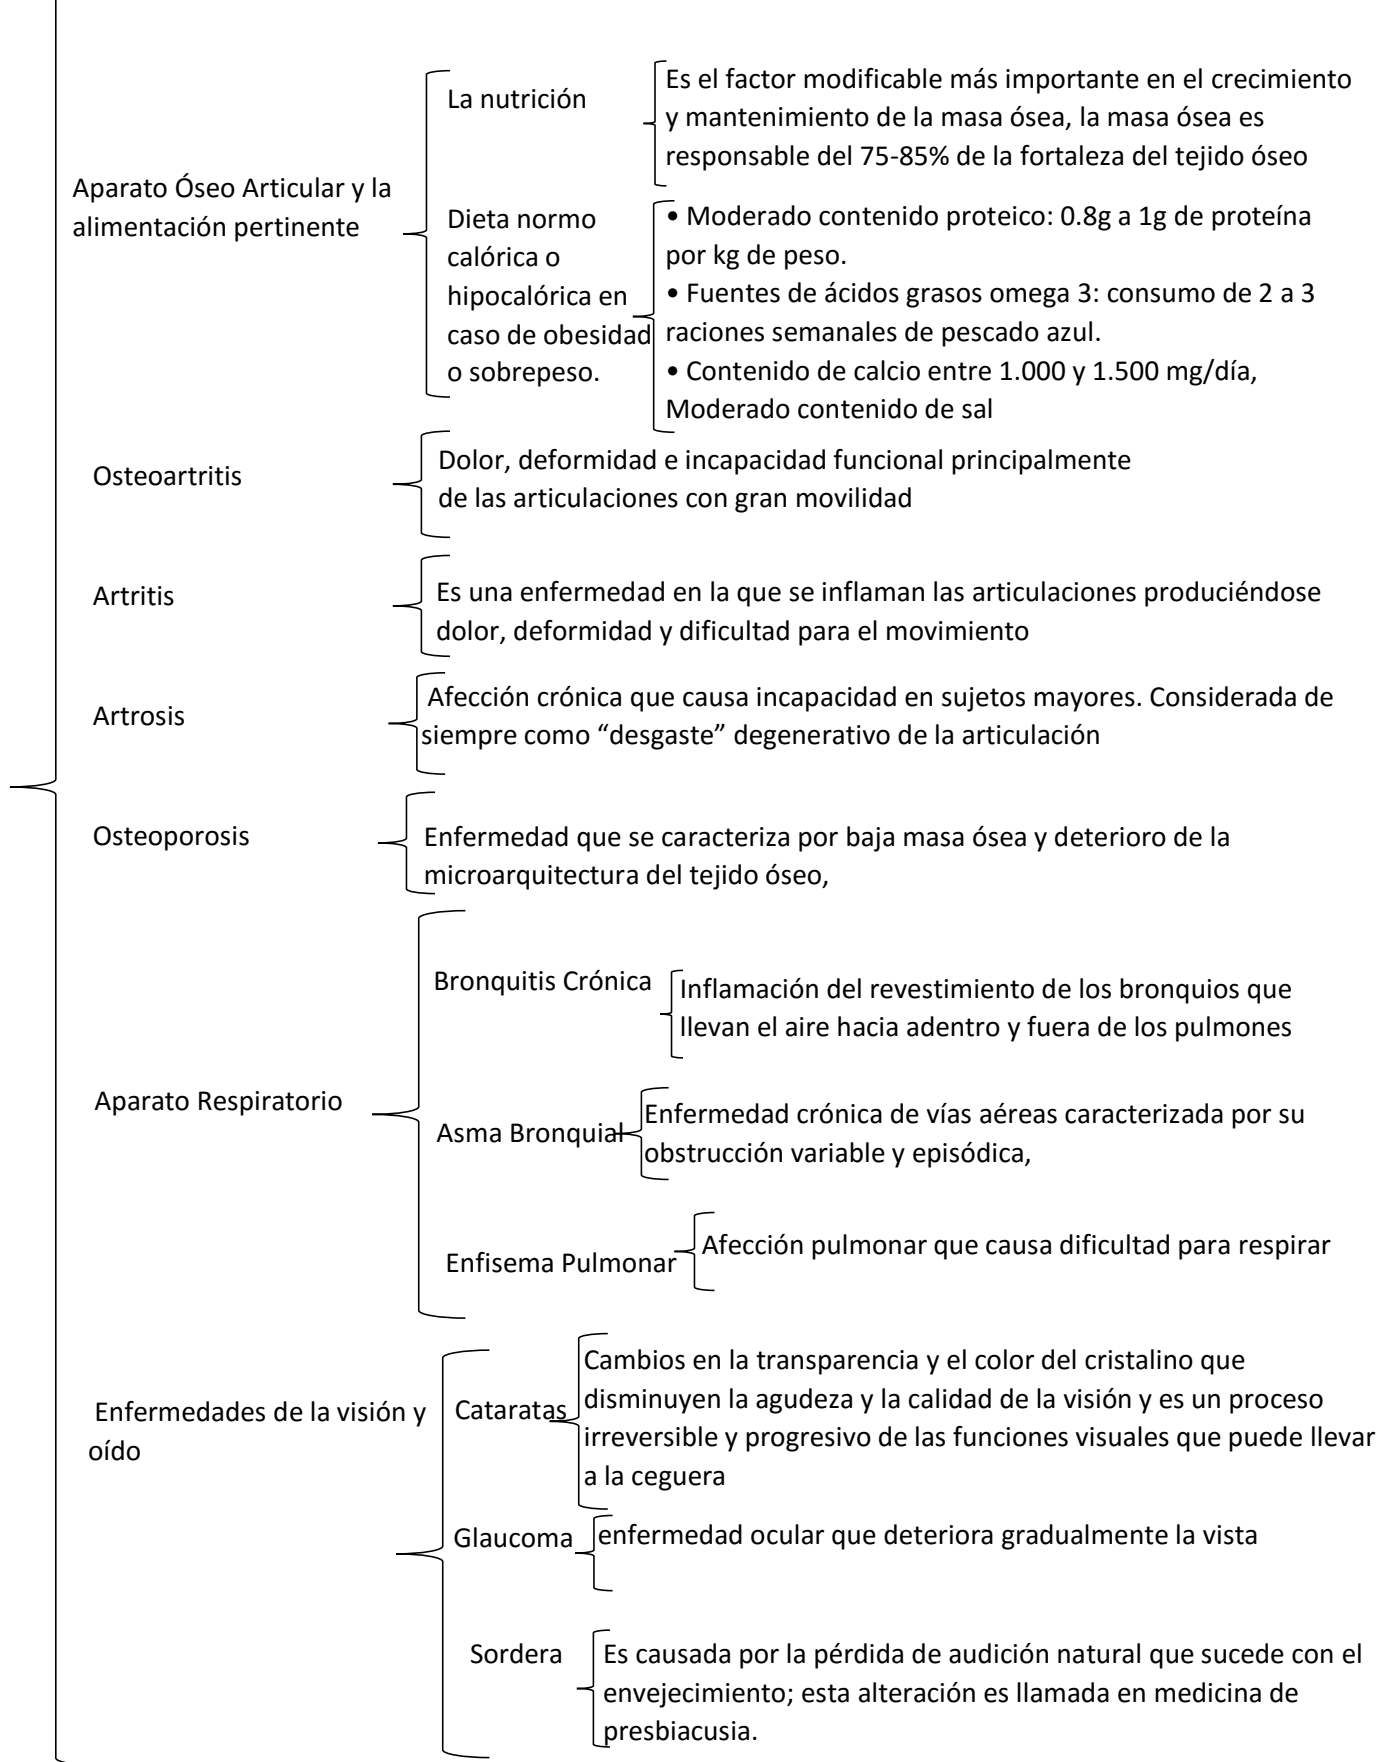 Aparato Óseo Articular y la
alimentación pertinente
La nutrición
Es el factor modificable más importante en el crecimiento
y mantenimiento de la masa ósea, la masa ósea es
responsable del 75-85% de la fortaleza del tejido óseo
Dieta normo
calórica o
hipocalórica en
caso de obesidad
o sobrepeso.
• Moderado contenido proteico: 0.8g a 1g de proteína
por kg de peso.
• Fuentes de ácidos grasos omega 3: consumo de 2 a 3
raciones semanales de pescado azul.
• Contenido de calcio entre 1.000 y 1.500 mg/día,
Moderado contenido de sal
Osteoartritis
Dolor, deformidad e incapacidad funcional principalmente
de las articulaciones con gran movilidad
Artritis
Es una enfermedad en la que se inflaman las articulaciones produciéndose
dolor, deformidad y dificultad para el movimiento
Artrosis
Afección crónica que causa incapacidad en sujetos mayores. Considerada de
siempre como “desgaste” degenerativo de la articulación
Osteoporosis
Enfermedad que se caracteriza por baja masa ósea y deterioro de la
microarquitectura del tejido óseo,
Aparato Respiratorio
Bronquitis Crónica
Inflamación del revestimiento de los bronquios que
llevan el aire hacia adentro y fuera de los pulmones
Asma Bronquial
Enfermedad crónica de vías aéreas caracterizada por su
obstrucción variable y episódica,
Enfisema Pulmonar
Afección pulmonar que causa dificultad para respirar
Enfermedades de la visión y
oído
Cataratas
Cambios en la transparencia y el color del cristalino que
disminuyen la agudeza y la calidad de la visión y es un proceso
irreversible y progresivo de las funciones visuales que puede llevar
a la ceguera
Glaucoma
enfermedad ocular que deteriora gradualmente la vista
Sordera
Es causada por la pérdida de audición natural que sucede con el
envejecimiento; esta alteración es llamada en medicina de
presbiacusia.